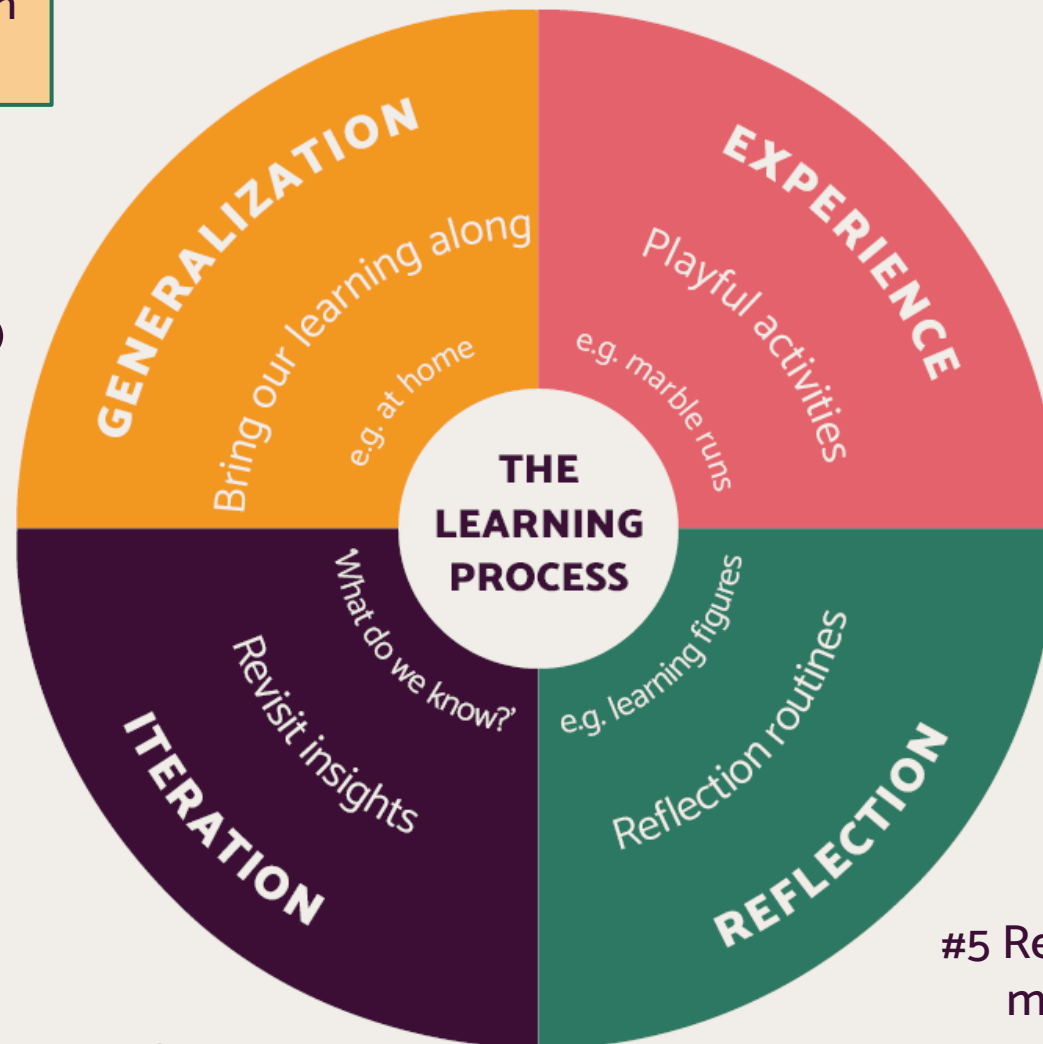 GENERALIZATION
Bring our learning along
e.g. at home
EXPERIENCE
Playful activities
e.g. marble runs
THE
LEARNING
PROCESS
'What do we know?'
Revisit insights
ITERATION
e.g. learning figures
Reflection routines
REFLECTION
#5